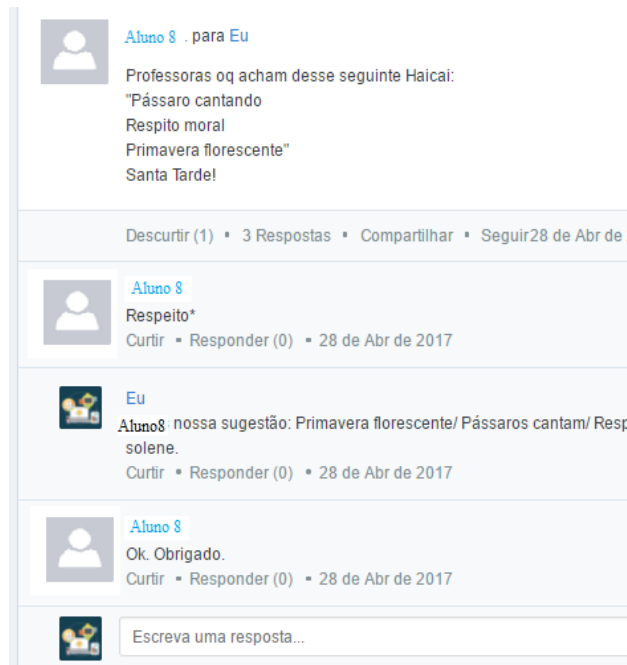 Aluno 8 . para Eu
Professoras oq acham desse seguinte Haicai:
"Pássaro cantando
Respito moral
Primavera florescente"
Santa Tarde!
Descurtir (1) ▪ 3 Respostas ▪ Compartilhar ▪ Seguir28 de Abr de
Aluno 8
Respeito*
Curtir ▪ Responder (0) ▪ 28 de Abr de 2017
Eu
Aluno8: nossa sugestão: Primavera florescente/ Pássaros cantam/
solene.
Curtir ▪ Responder (0) ▪ 28 de Abr de 2017
Aluno 8
Ok. Obrigado.
Curtir ▪ Responder (0) ▪ 28 de Abr de 2017
Escreva uma resposta...